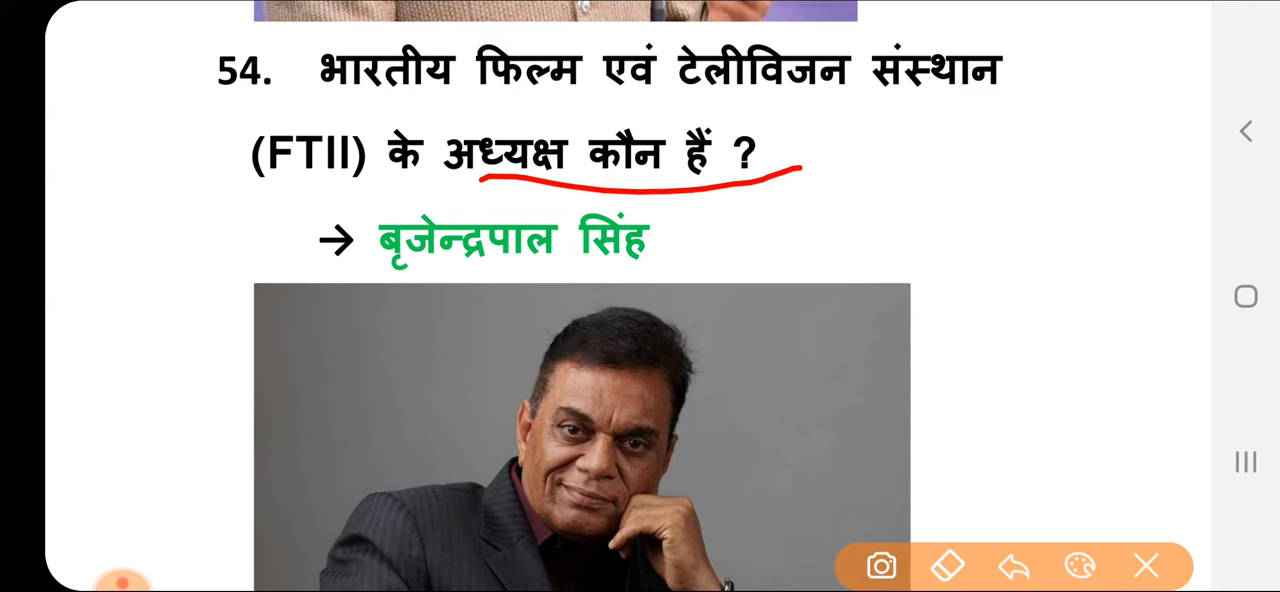 54. भारतीय फिल्म एवं टेलीविजन संस्थान
(FTII) के अध्यक्ष कौन हैं ?
→ बृजेन्द्रपाल सिंह